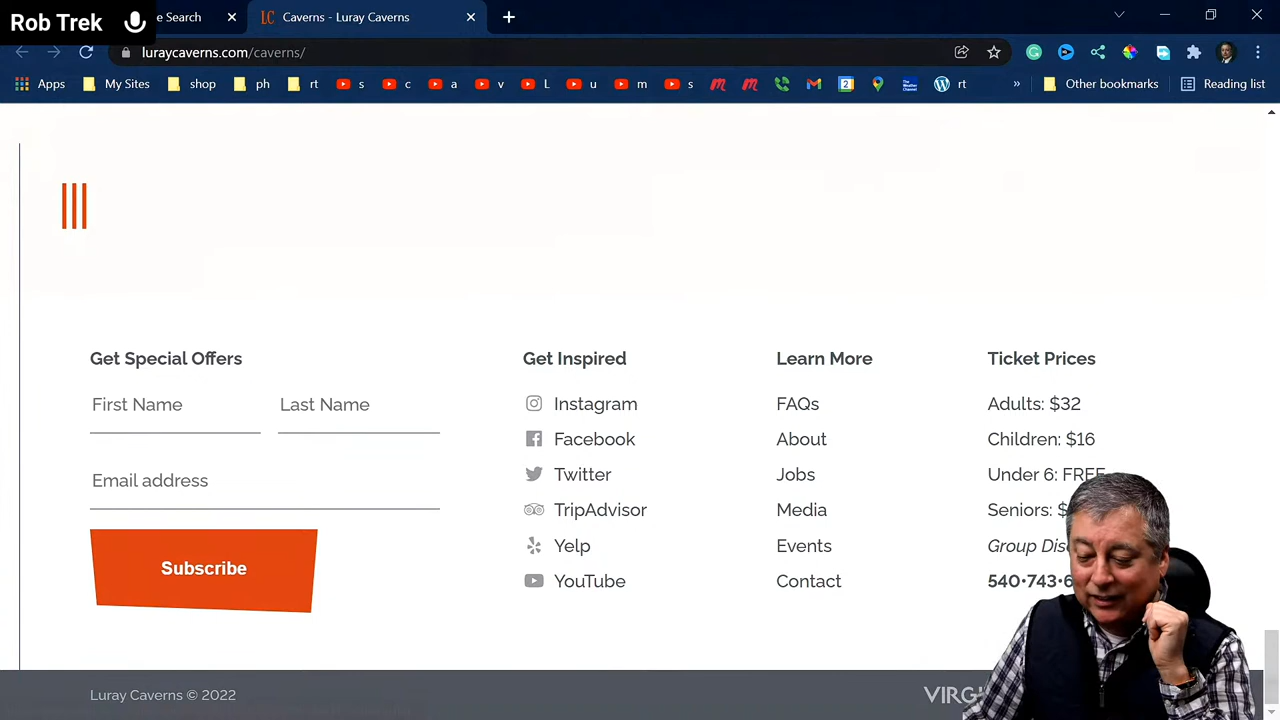 Rob Trek
e Search
Caverns - Luray Caverns
luraycaverns.com/caverns/
Apps
My Sites
shop
ph
rt
s
c
a
v
L
u
m
s
rt
»
Other bookmarks
Reading list
Get Special Offers
First Name
Last Name
Email address
Subscribe
Get Inspired
Instagram
Facebook
Twitter
TripAdvisor
Yelp
YouTube
Learn More
FAQs
About
Jobs
Media
Events
Contact
Ticket Prices
Adults: $32
Children: $16
Under 6: FREE
Seniors: $
Group Dis
540•743•6
Luray Caverns © 2022
VIRG